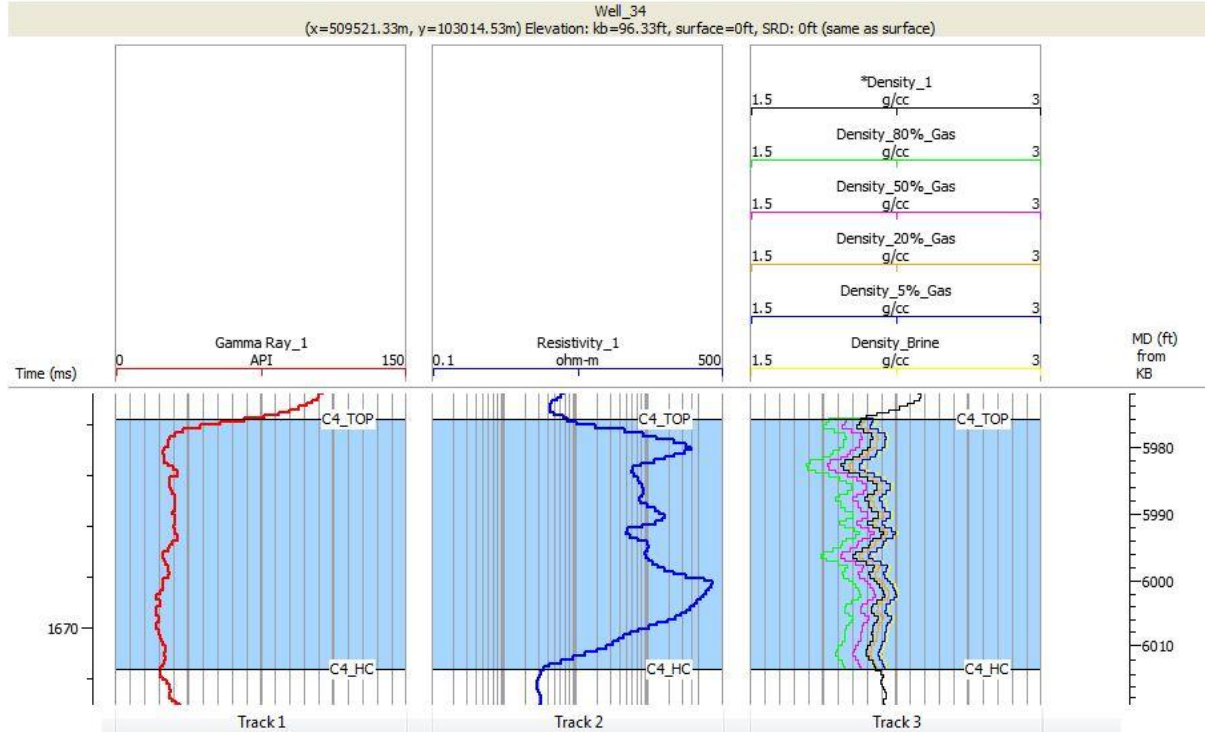 Well_34
(x=509521.33m, y=103014.53m) Elevation: kb=96.33ft, surface=0ft, SRD: 0ft (same as surface)
*Density_1
1.5 g/cc 3
Density_80%_Gas
1.5 g/cc 3
Density_50%_Gas
1.5 g/cc 3
Density_20%_Gas
1.5 g/cc 3
Density_5%_Gas
1.5 g/cc 3
Time (ms)
Gamma Ray_1
0 API 150
Resistivity_1
0.1 ohm-m 500
Density_Brine
1.5 g/cc 3
MD (ft)
from
KB
C4_TOP C4_TOP C4_TOP
5980
5990
6000
1670
6010
C4_HC C4_HC C4_HC
Track 1 Track 2 Track 3